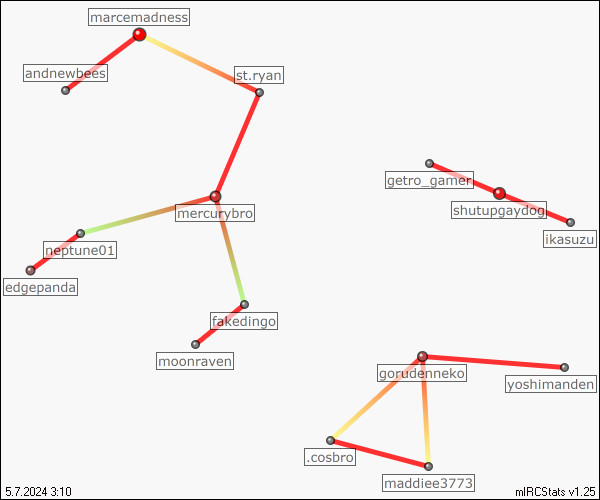 marcemadness
andnewbees
st.ryan
getro_gamer
mercurybro
shutupgaydog
neptune01
ikasuzu
edgepanda
fakedingo
moonraven
gorudenneko
yoshimanden
.cosbro
maddiee3773
5.7.2024 3:10
mIRCStats v1.25